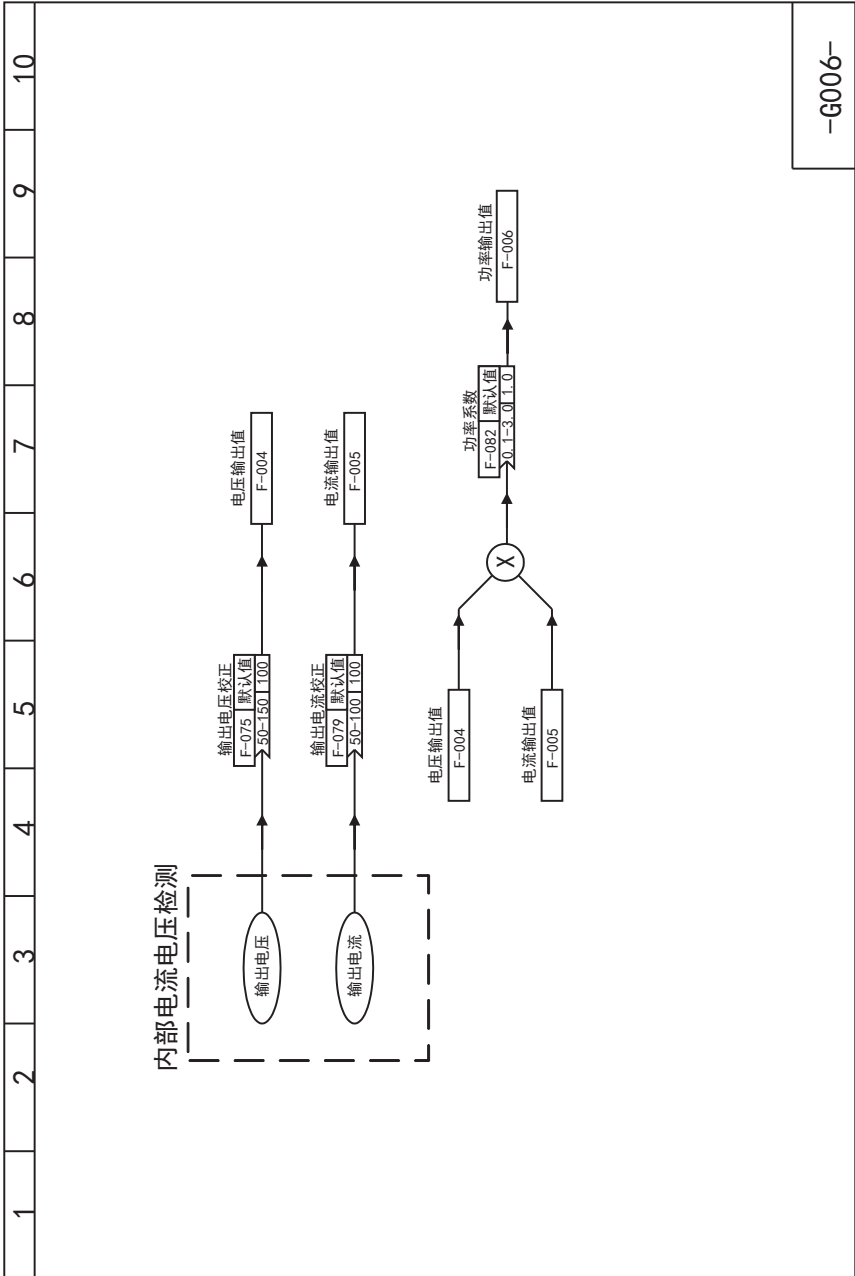 1
2
3
4
5
6
7
8
9
10
内部电流电压检测
输出电压
输出电压校正
F-075 默认值
50-150 100
电压输出值
F-004
输出电流
输出电流校正
F-079 默认值
50-100 100
电流输出值
F-005
电压输出值
F-004
电流输出值
F-005
X
功率系数
F-082 默认值
0.1-3.0 1.0
功率输出值
F-006
-G006-